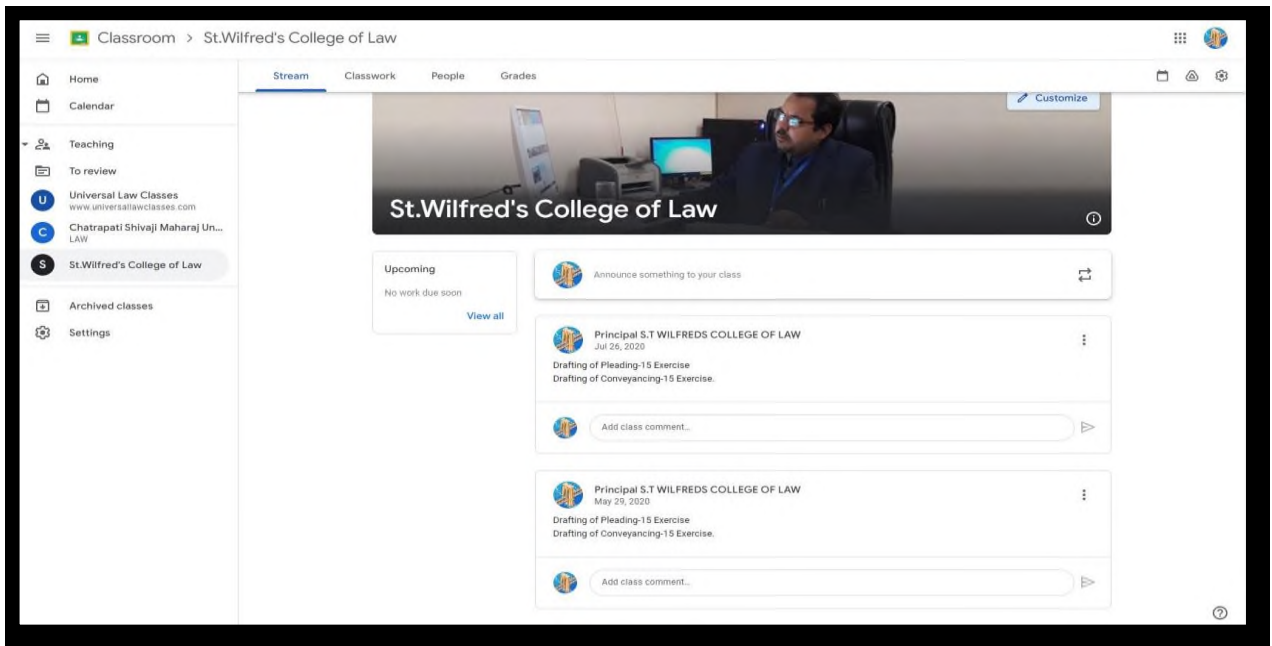 Classroom > St.Wilfred's College of Law
Home
Calendar
Teaching
To review
U
Universal Law Classes
www.universallawclasses.com
C
Chatrapati Shivaji Maharaj Un...
LAW
S
St.Wilfred's College of Law
Archived classes
Settings
Stream Classwork People Grades
Customize
St.Wilfred's College of Law
Upcoming
No work due soon
View all
Announce something to your class
Principal S.T WILFREDS COLLEGE OF LAW
Jul 26, 2020
Drafting of Pleading-15 Exercise
Drafting of Conveyancing-15 Exercise.
Add class comment...
Principal S.T WILFREDS COLLEGE OF LAW
May 29, 2020
Drafting of Pleading-15 Exercise
Drafting of Conveyancing-15 Exercise.
Add class comment...